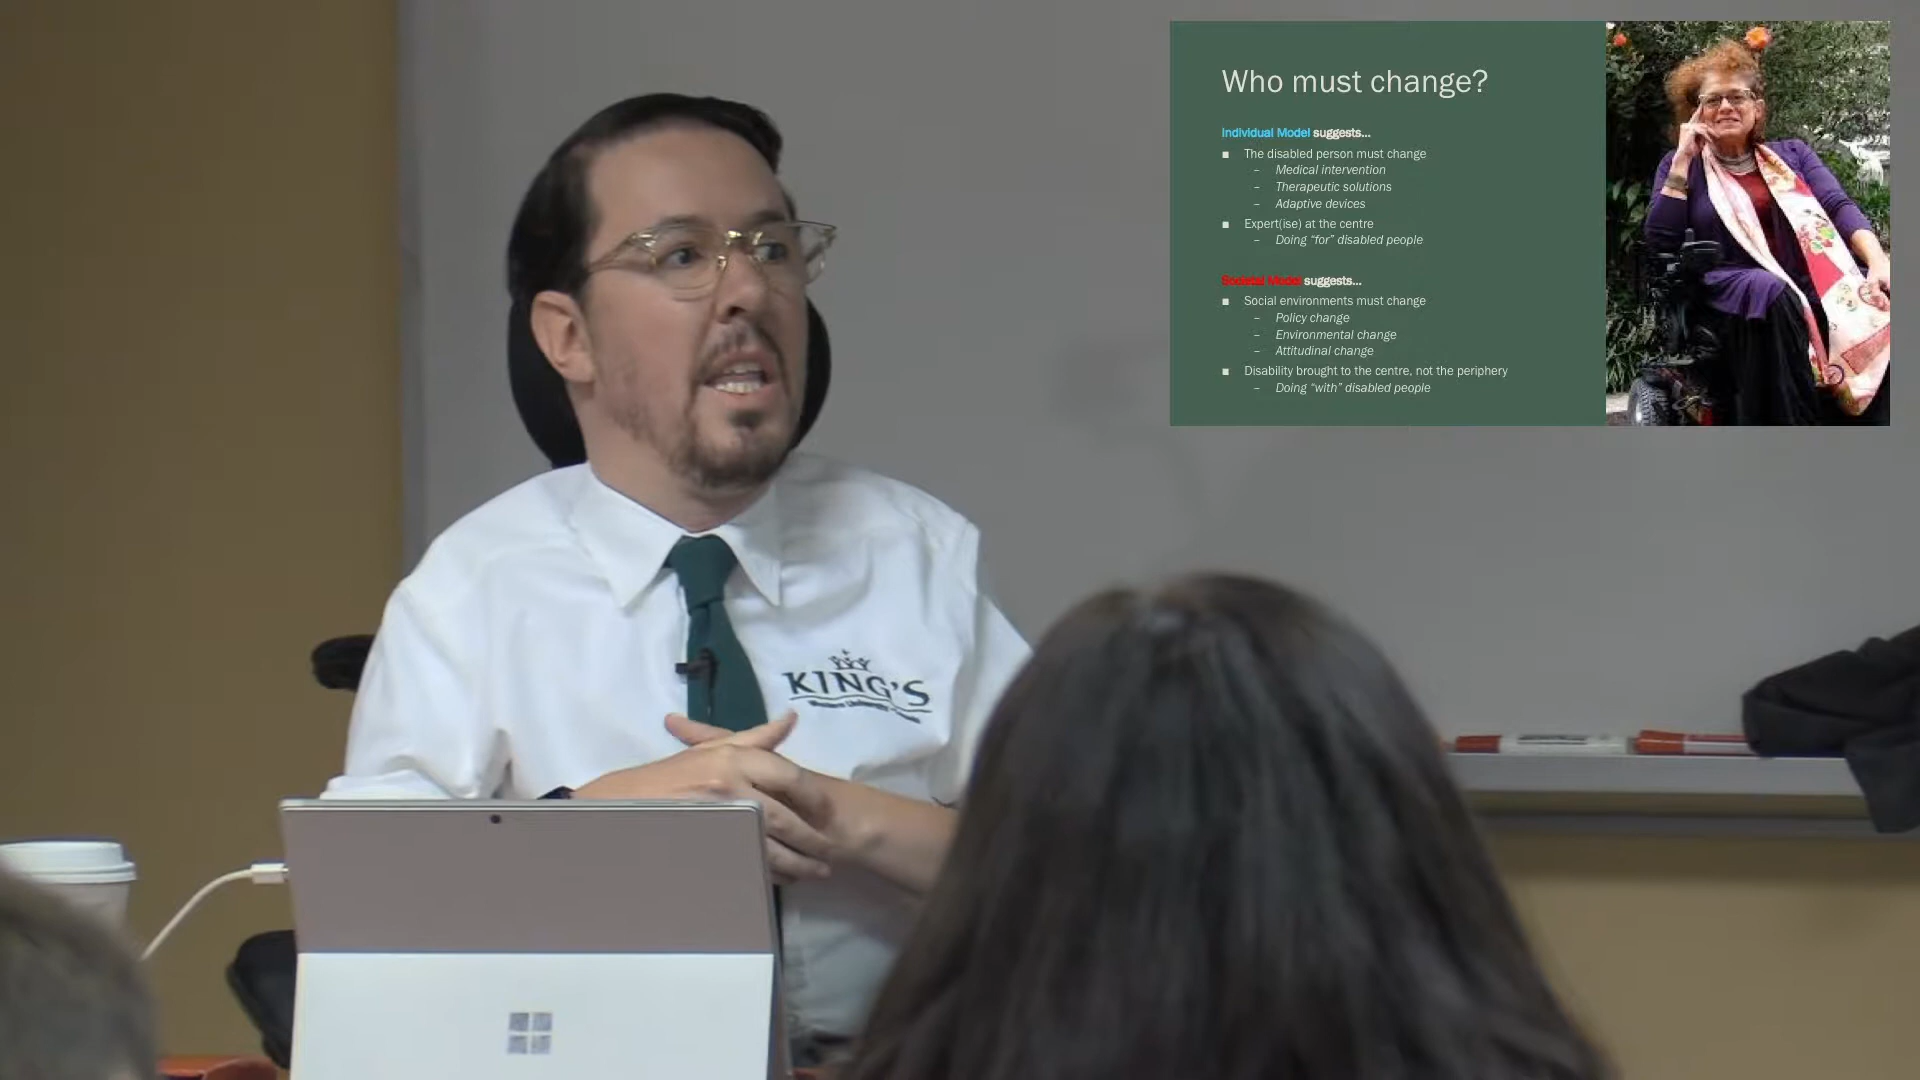 Who must change?
Individual Model suggests...
■ The disabled person must change
– Medical intervention
– Therapeutic solutions
– Adaptive devices
■ Expert(ise) at the centre
– Doing “for” disabled people
Societal Model suggests...
■ Social environments must change
– Policy change
– Environmental change
– Attitudinal change
■ Disability brought to the centre, not the periphery
– Doing “with” disabled people
KING'S
Western University